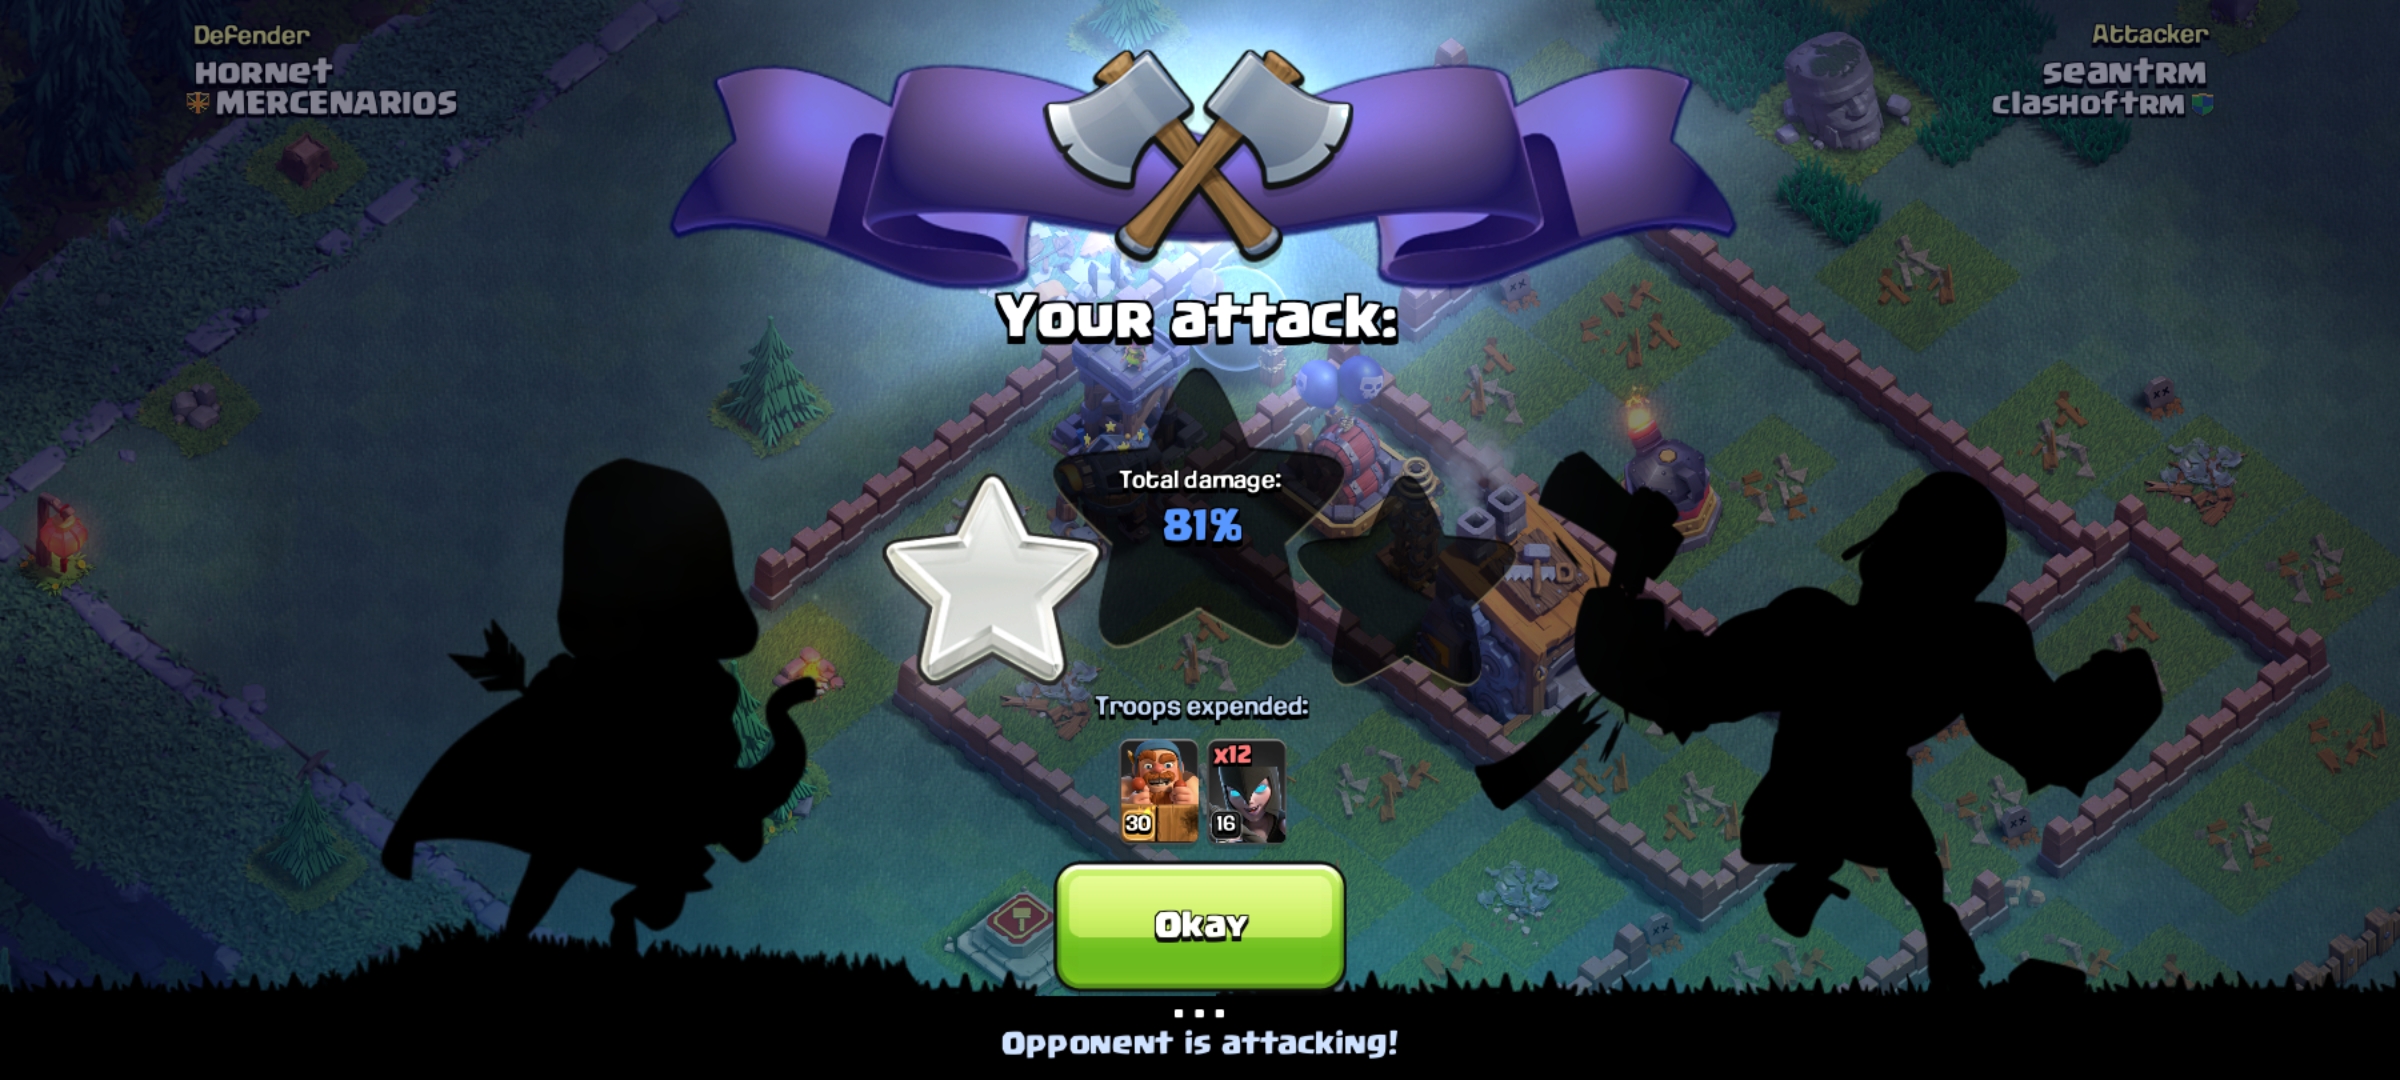 Defender
HORNet
MERCENARIOS
Attacker
seantRM
clashoftRM
Your attack:
Total damage:
81%
Troops expended:
x12
30
16
Okay
...
Opponent is attacking!